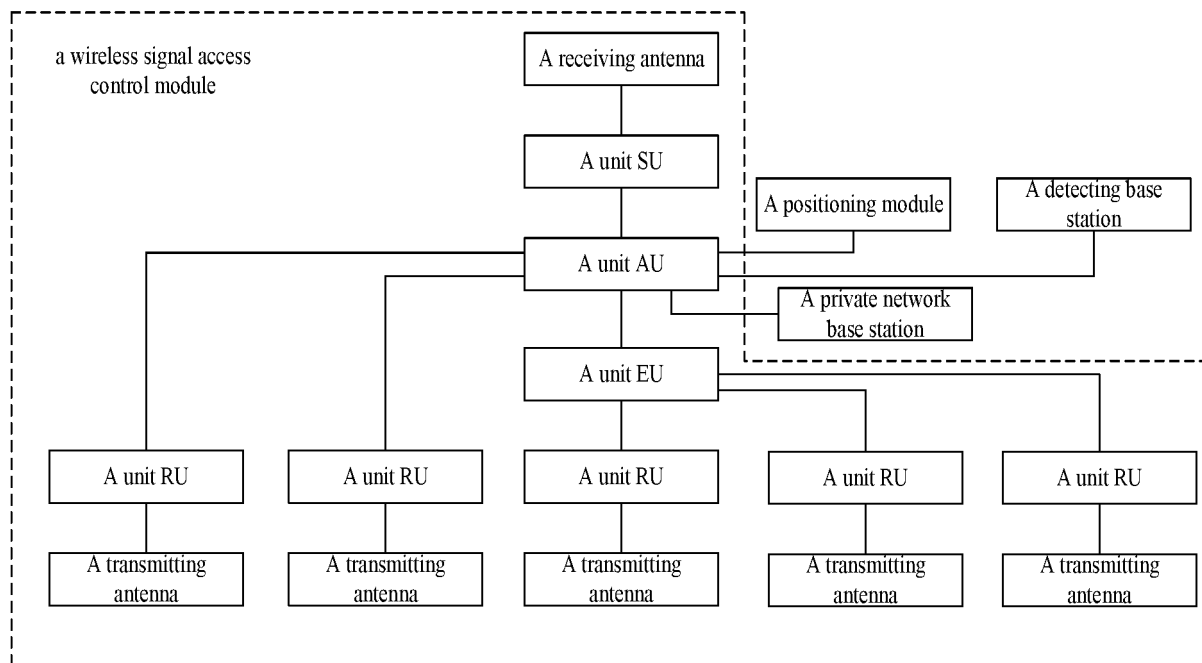 a wireless signal access
control module
A receiving antenna
A unit SU
A positioning module
A detecting base
station
A unit AU
A private network
base station
A unit EU
A unit RU
A unit RU
A unit RU
A unit RU
A unit RU
A transmitting
antenna
A transmitting
antenna
A transmitting
antenna
A transmitting
antenna
A transmitting
antenna